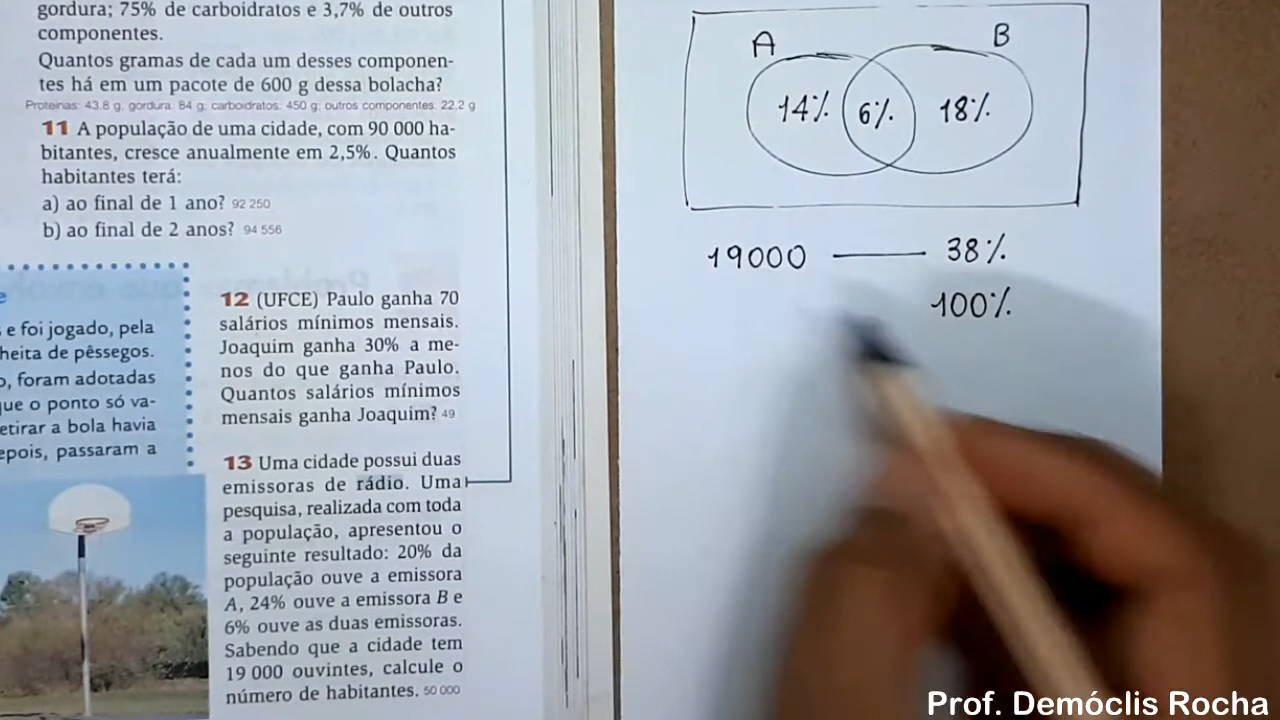 gordura; 75% de carboidratos e 3,7% de outros
componentes.
Quantos gramas de cada um desses componen-
tes há em um pacote de 600 g dessa bolacha?
Proteínas: 43,8 g; gordura: 84 g; carboidratos: 450 g; outros componentes: 22,2 g
11 A população de uma cidade, com 90 000 ha-
bitantes, cresce anualmente em 2,5%. Quantos
habitantes terá:
a) ao final de 1 ano? 92 250
b) ao final de 2 anos? 94 556
e
s e foi jogado, pela
heita de pêssegos.
o, foram adotadas
que o ponto só va-
etirar a bola havia
epois, passaram a
12 (UFCE) Paulo ganha 70
salários mínimos mensais.
Joaquim ganha 30% a me-
nos do que ganha Paulo.
Quantos salários mínimos
mensais ganha Joaquim? 49
13 Uma cidade possui duas
emissoras de rádio. Uma
pesquisa, realizada com toda
a população, apresentou o
seguinte resultado: 20% da
população ouve a emissora
A, 24% ouve a emissora B e
6% ouve as duas emissoras.
Sabendo que a cidade tem
19 000 ouvintes, calcule o
número de habitantes. 50 000
A B
14% 6% 18%
19000 — 38%
100%
Prof. Demóclis Rocha